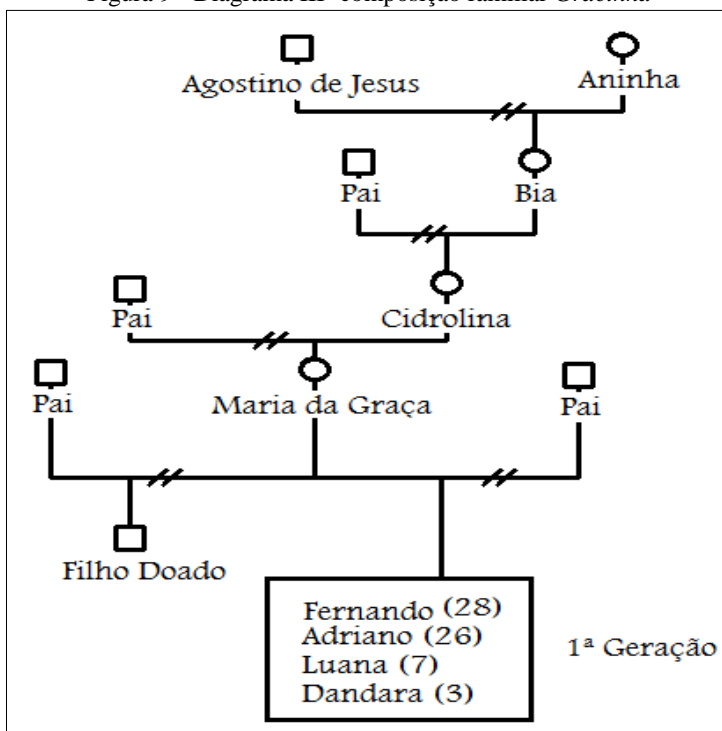 Agostino de Jesus
Aninha
Pai
Bia
Pai
Cidrolina
Pai
Maria da Graça
Pai
Filho Doado
Fernando (28)
Adriano (26)
Luana (7)
Dandara (3)
1ª Geração